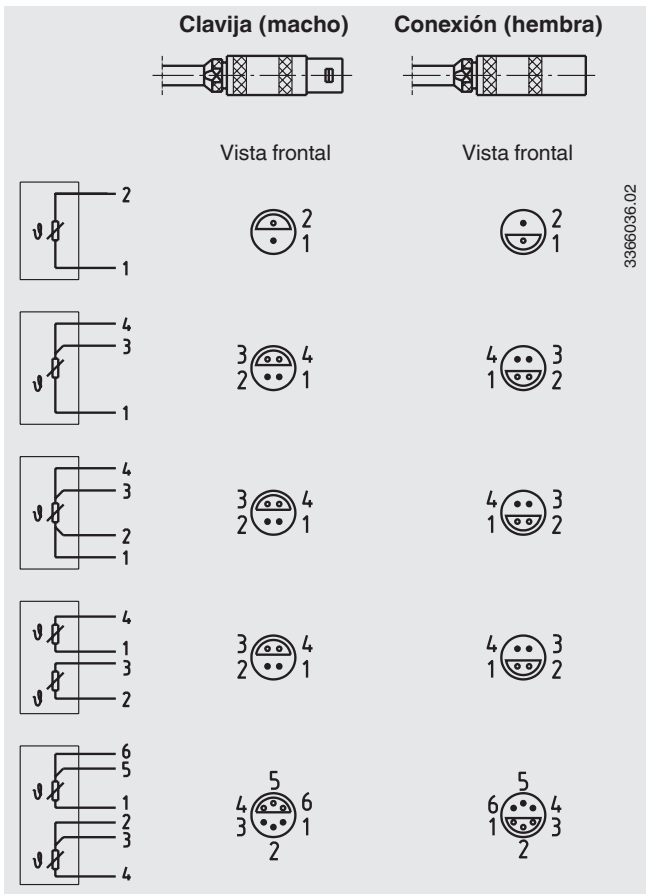 Clavija (macho) Conexión (hembra)
Vista frontal Vista frontal
3366036.02
ϑ 2 1
2 1
2 1
ϑ 4 3 1
3 4 2 1
4 3 1 2
ϑ 4 3 2 1
3 4 2 1
4 3 1 2
ϑ 4 1
ϑ 3 2
3 4 2 1
4 3 1 2
ϑ 6 5 1
ϑ 2 3 4
5 4 6 3 1 2
5 6 4 1 3 2